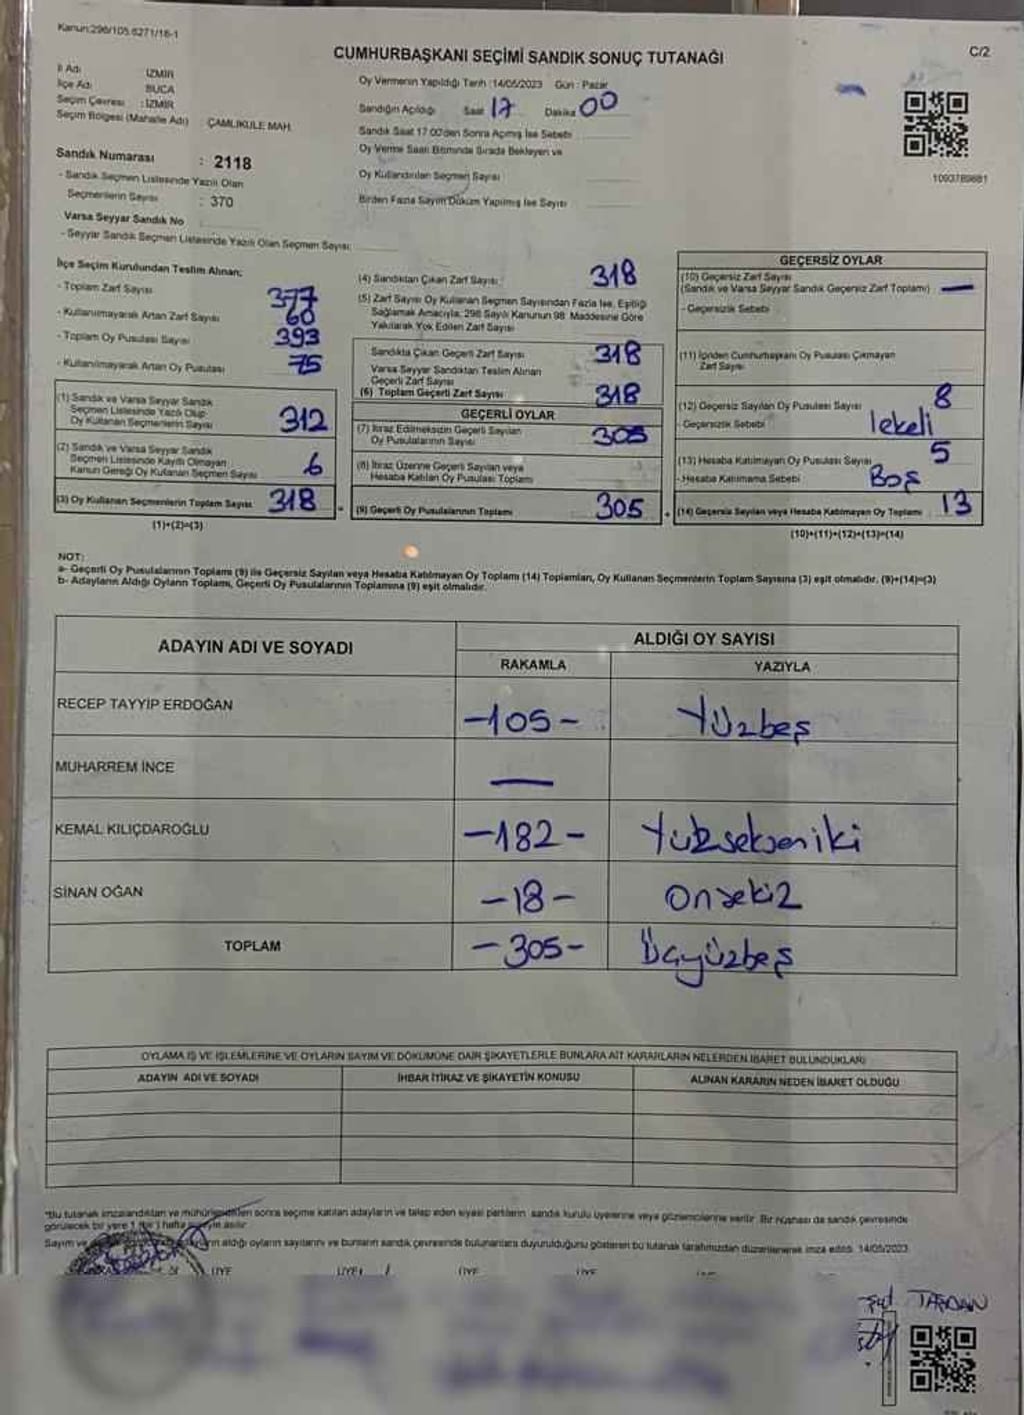 Kanun:298/105.6271/16-1
CUMHURBAŞKANI SEÇİMİ SANDIK SONUÇ TUTANAĞI
C/2
İl Adı İZMİR
İlçe Adı BUCA
Seçim Çevresi : İZMİR
Seçim Bölgesi (Mahalle Adı) ÇAMLIKULE MAH.
Oy Vermenin Yapıldığı Tarih :14/05/2023 Gün : Pazar
Sandığın Açıldığı Saat 17 Dakika 00
Sandık Saat 17:00'den Sonra Açılmış İse Sebebi
Oy Verme Saati Bitiminde Sırada Bekleyen ve
Oy Kullandırılan Seçmen Sayısı
Birden Fazla Sayım Döküm Yapılmış İse Sayısı
1093789681
Sandık Numarası : 2118
- Sandık Seçmen Listesinde Yazılı Olan
Seçmenlerin Sayısı : 370
Varsa Seyyar Sandık No
- Seyyar Sandık Seçmen Listesinde Yazılı Olan Seçmen Sayısı:
İlçe Seçim Kurulundan Teslim Alınan;
- Toplam Zarf Sayısı 377
- Kullanılmayarak Artan Zarf Sayısı 60
- Toplam Oy Pusulası Sayısı 393
- Kullanılmayarak Artan Oy Pusulası 75
(1) Sandık ve Varsa Seyyar Sandık
Seçmen Listesinde Yazılı Olup
Oy Kullanan Seçmenlerin Sayısı 312
(2) Sandık ve Varsa Seyyar Sandık
Seçmen Listesinde Kayıtlı Olmayan
Kanun Gereği Oy Kullanan Seçmen Sayısı 6
(3) Oy Kullanan Seçmenlerin Toplam Sayısı 318
(1)+(2)=(3)
(4) Sandıktan Çıkan Zarf Sayısı 318
(5) Zarf Sayısı Oy Kullanan Seçmen Sayısından Fazla İse, Eşitliği
Sağlamak Amacıyla; 298 Sayılı Kanunun 98. Maddesine Göre
Yakılarak Yok Edilen Zarf Sayısı
Sandıkta Çıkan Geçerli Zarf Sayısı 318
Varsa Seyyar Sandıktan Teslim Alınan
Geçerli Zarf Sayısı
(6) Toplam Geçerli Zarf Sayısı 318
GEÇERLİ OYLAR
(7) İtiraz Edilmeksizin Geçerli Sayılan
Oy Pusulalarının Sayısı 305
(8) İtiraz Üzerine Geçerli Sayılan veya
Hesaba Katılan Oy Pusulası Toplamı
(9) Geçerli Oy Pusulalarının Toplamı 305
GEÇERSİZ OYLAR
(10) Geçersiz Zarf Sayısı
(Sandık ve Varsa Seyyar Sandık Geçersiz Zarf Toplamı) —
- Geçersizlik Sebebi
(11) İçinden Cumhurbaşkanı Oy Pusulası Çıkmayan
Zarf Sayısı
(12) Geçersiz Sayılan Oy Pusulası Sayısı 8
- Geçersizlik Sebebi lekeli
(13) Hesaba Katılmayan Oy Pusulası Sayısı 5
- Hesaba Katılmama Sebebi Boş
(14) Geçersiz Sayılan veya Hesaba Katılmayan Oy Toplamı 13
(10)+(11)+(12)+(13)=(14)
NOT:
a- Geçerli Oy Pusulalarının Toplamı (9) ile Geçersiz Sayılan veya Hesaba Katılmayan Oy Toplamı (14) Toplamları, Oy Kullanan Seçmenlerin Toplam Sayısına (3) eşit olmalıdır. (9)+(14)=(3)
b- Adayların Aldığı Oyların Toplamı, Geçerli Oy Pusulalarının Toplamına (9) eşit olmalıdır.
ADAYIN ADI VE SOYADI
ALDIĞI OY SAYISI
RAKAMLA YAZIYLA
RECEP TAYYİP ERDOĞAN -105- Yüzbeş
MUHARREM İNCE —
KEMAL KILIÇDAROĞLU -182- Yüksekseniki
SİNAN OĞAN -18- Onsekiz
TOPLAM -305- Üçyüzbeş
OYLAMA İŞ VE İŞLEMLERİNE VE OYLARIN SAYIM VE DÖKÜMÜNE DAİR ŞİKAYETLERLE BUNLARA AİT KARARLARIN NELERDEN İBARET BULUNDUKLARI
ADAYIN ADI VE SOYADI İHBAR İTİRAZ VE ŞİKAYETİN KONUSU ALINAN KARARIN NEDEN İBARET OLDUĞU
*Bu tutanak imzalandıktan ve mühürlendikten sonra seçime katılan adayların ve talep eden siyasi partilerin sandık kurulu üyelerine veya gözlemcilerine verilir. Bir nüshası da sandık çevresinde
görülecek bir yere 1 (bir) hafta süreyle asılır.
Sayım ve aldığı oyların sayılarını ve bunların sandık çevresinde bulunanlara duyurulduğunu gösteren bu tutanak tarafımızdan düzenlenerek imza edildi. 14/05/2023
ÜYE ÜYE ÜYE ÜYE
TAŞDAN